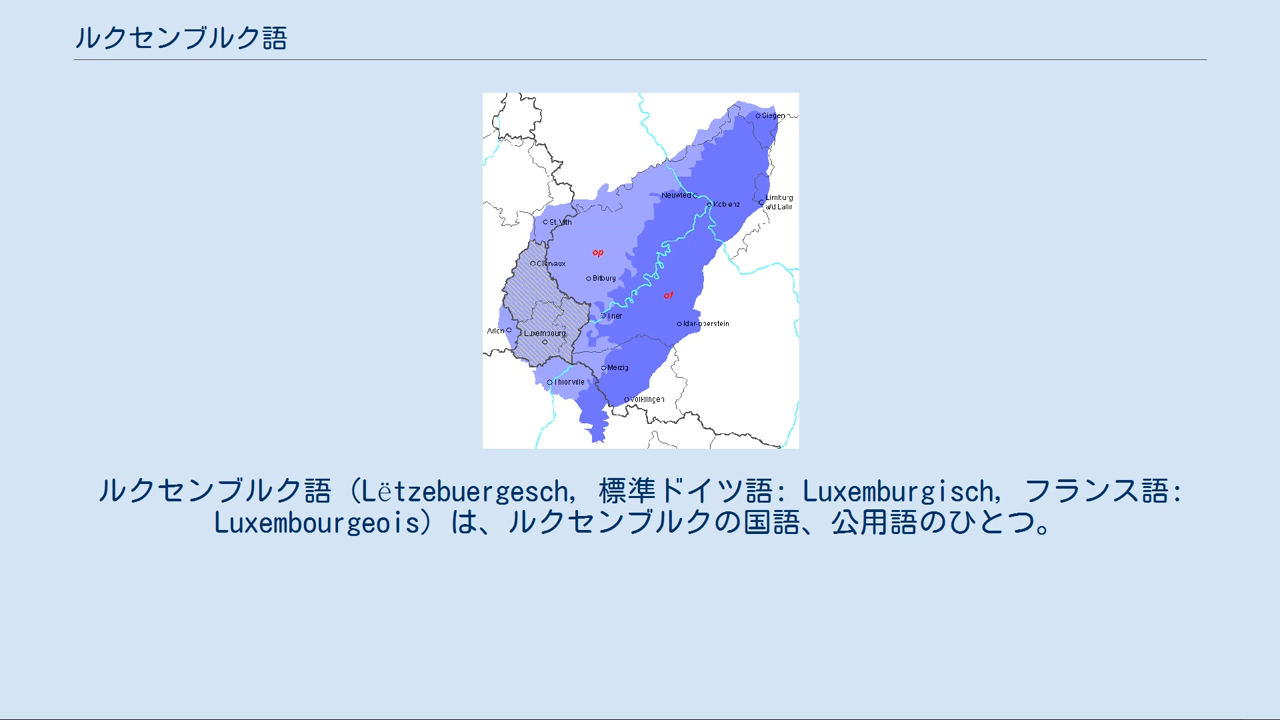 ルクセンブルク語
Siegen
Neuwied
Koblenz
Limburg
a/d Lahn
St. Vith
op
Clervaux
Bitburg
of
Trier
Idar-oberstein
Arlon
Luxembourg
Merzig
Thionville
Völklingen
ルクセンブルク語（Lëtzebuergesch, 標準ドイツ語: Luxemburgisch, フランス語:
Luxembourgeois）は、ルクセンブルクの国語、公用語のひとつ。